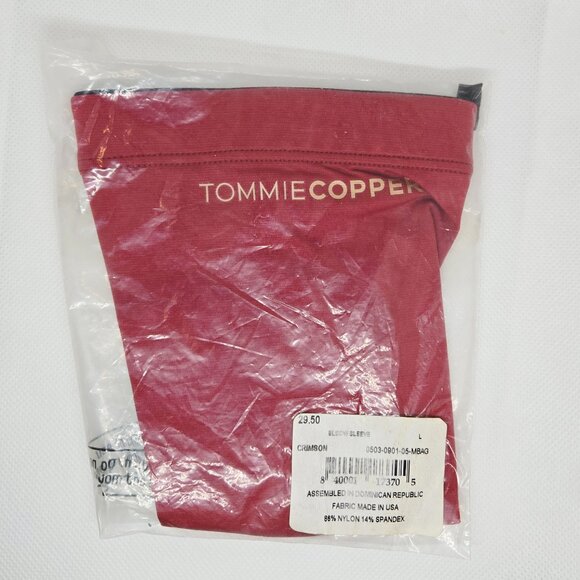 TOMMIECOPPER
29.50
ELBOW SLEEVE L
CRIMSON 0503-0901-05-MBAG
8 40001 17370 5
ASSEMBLED IN DOMINICAN REPUBLIC
FABRIC MADE IN USA
86% NYLON 14% SPANDEX